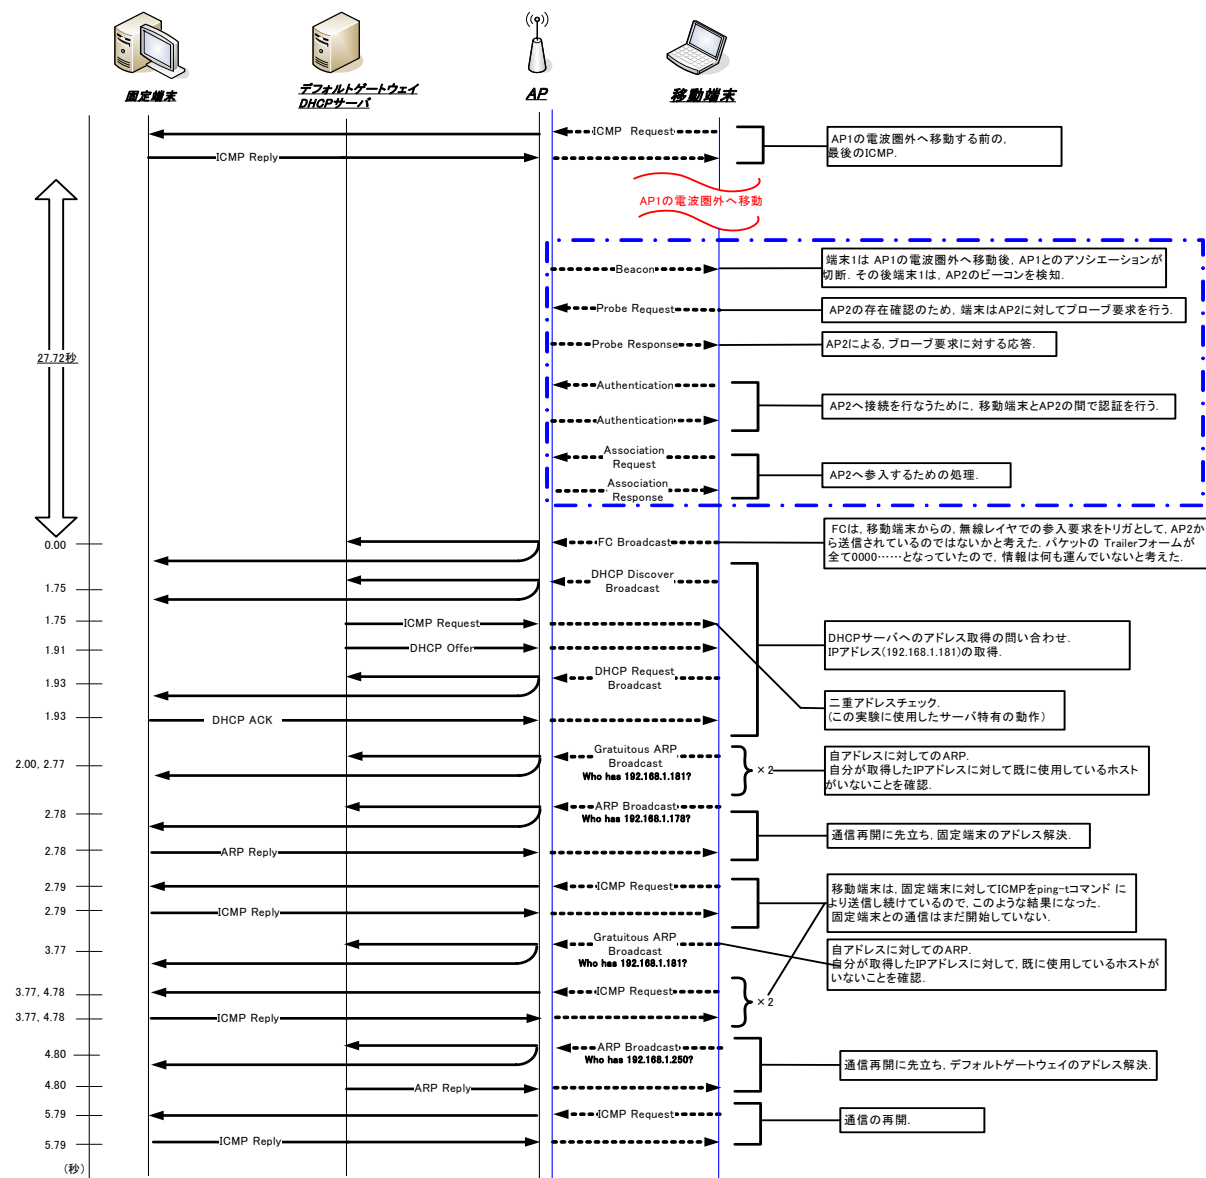 固定端末
デフォルトゲートウェイ
DHCPサーバ
AP
移動端末
ICMP Request
ICMP Reply
AP1の電波圏外へ移動する前の,
最後のICMP.
AP1の電波圏外へ移動
27.72秒
Beacon
端末1は AP1の電波圏外へ移動後, AP1とのアソシエーションが
切断. その後端末1は, AP2のビーコンを検知.
Probe Request
AP2の存在確認のため, 端末はAP2に対してプローブ要求を行う.
Probe Response
AP2による, プローブ要求に対する応答.
Authentication
Authentication
AP2へ接続を行なうために, 移動端末とAP2の間で認証を行う.
Association
Request
Association
Response
AP2へ参入するための処理.
0.00
FC Broadcast
FCは, 移動端末からの, 無線レイヤでの参入要求をトリガとして, AP2か
ら送信されているのではないかと考えた. パケットの Trailerフォームが
全て0000……となっていたので, 情報は何も運んでいないと考えた.
1.75
DHCP Discover
Broadcast
1.75
ICMP Request
1.91
DHCP Offer
DHCPサーバへのアドレス取得の問い合わせ.
IPアドレス(192.168.1.181)の取得.
1.93
DHCP Request
Broadcast
1.93
DHCP ACK
二重アドレスチェック.
(この実験に使用したサーバ特有の動作)
2.00, 2.77
Gratuitous ARP
Broadcast
Who has 192.168.1.181?
×2
自アドレスに対してのARP.
自分が取得したIPアドレスに対して既に使用しているホスト
がいないことを確認.
2.78
ARP Broadcast
Who has 192.168.1.178?
2.78
ARP Reply
通信再開に先立ち, 固定端末のアドレス解決.
2.79
ICMP Request
2.79
ICMP Reply
移動端末は, 固定端末に対してICMPをping-tコマンド に
より送信し続けているので, このような結果になった.
固定端末との通信はまだ開始していない.
3.77
Gratuitous ARP
Broadcast
Who has 192.168.1.181?
自アドレスに対してのARP.
自分が取得したIPアドレスに対して, 既に使用しているホストが
いないことを確認.
3.77, 4.78
ICMP Request
×2
3.77, 4.78
ICMP Reply
4.80
ARP Broadcast
Who has 192.168.1.250?
4.80
ARP Reply
通信再開に先立ち, デフォルトゲートウェイのアドレス解決.
5.79
ICMP Request
通信の再開.
5.79
ICMP Reply
(秒)